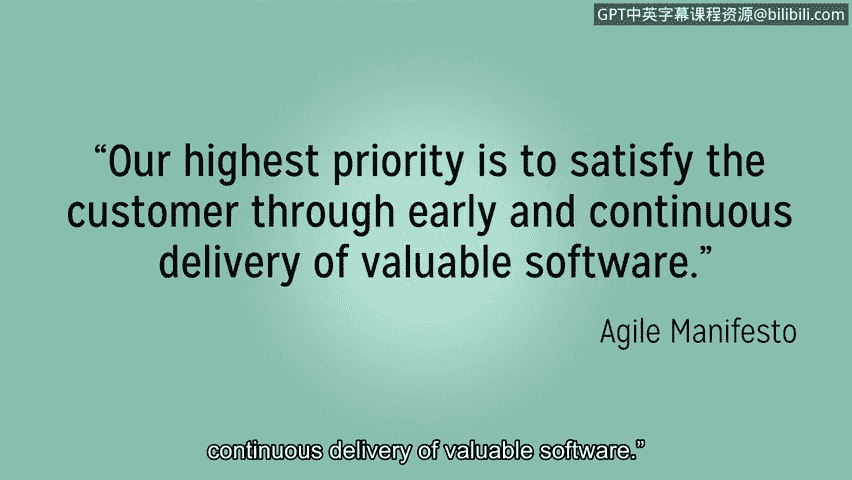 GPT中英字幕课程资源@bilibili.com
“Our highest priority is to satisfy the
customer through early and continuous
delivery of valuable software.”
Agile Manifesto
continuous delivery of valuable software.”